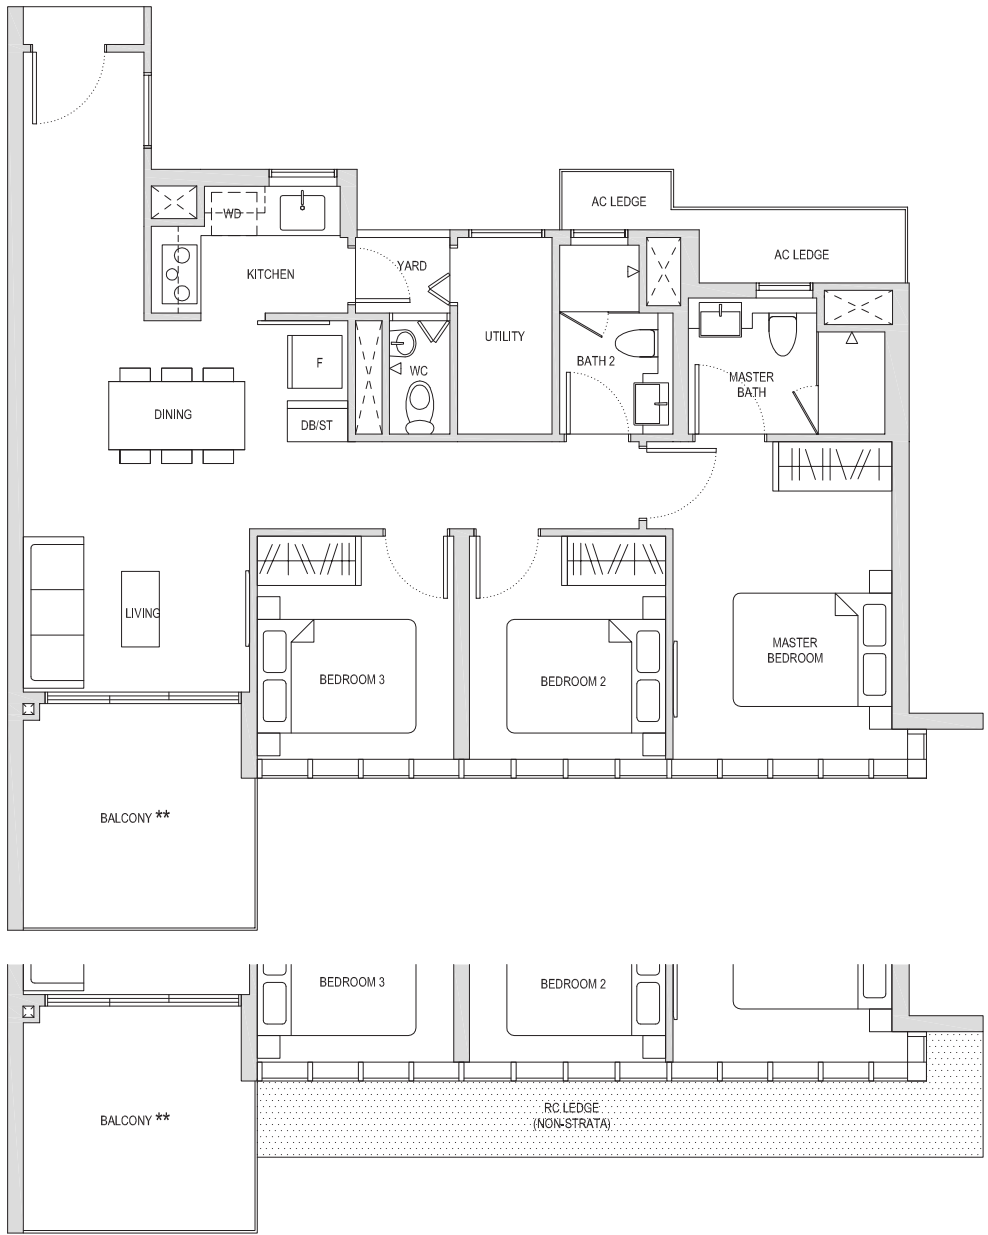 AC LEDGE
WD
AC LEDGE
YARD
KITCHEN
UTILITY
F
BATH 2
WC
MASTER
BATH
DINING
DB/ST
LIVING
MASTER
BEDROOM
BEDROOM 3
BEDROOM 2
BALCONY **
BEDROOM 3
BEDROOM 2
RC LEDGE
(NON-STRATA)
BALCONY **